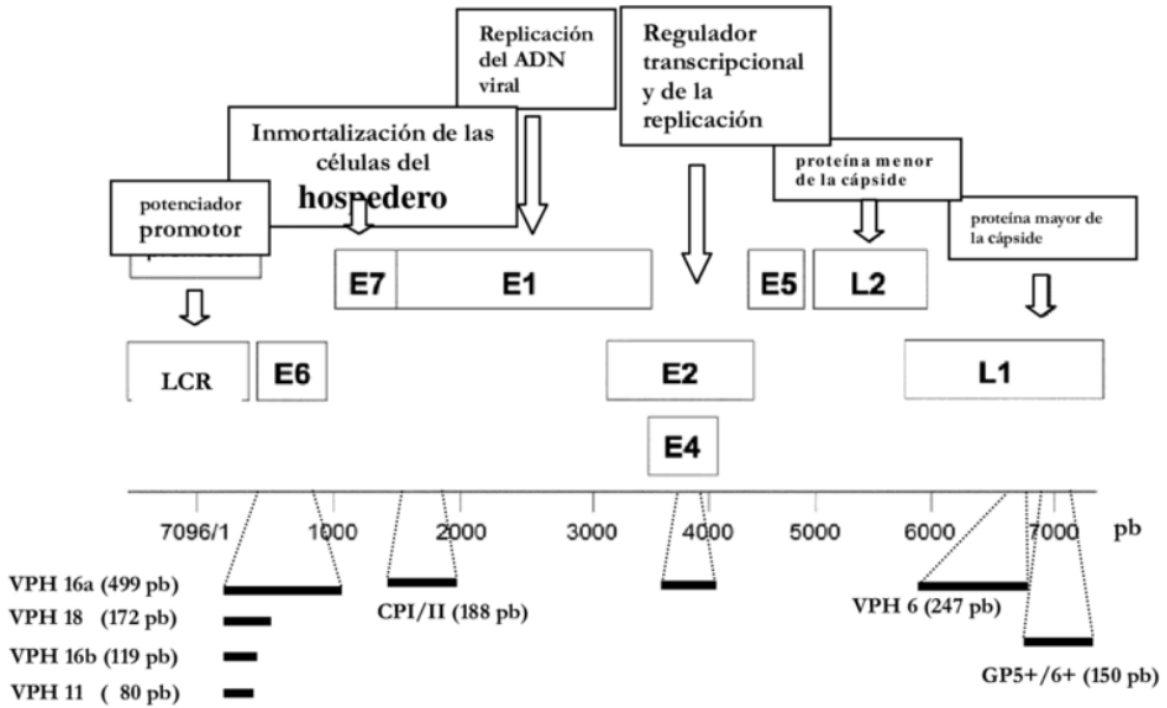 Replicación
del ADN
viral
Regulador
transcripcional
y de la
replicación
Inmortalización de las
células del
hospedero
proteína menor
de la cápside
potenciador
promotor
proteína mayor de
la cápside
E7
E1
E5
L2
LCR
E6
E2
L1
E4
7096/1
1000
2000
3000
4000
5000
6000
7000
pb
VPH 16a (499 pb)
CPI/II (188 pb)
VPH 6 (247 pb)
VPH 18 (172 pb)
VPH 16b (119 pb)
GP5+/6+ (150 pb)
VPH 11 ( 80 pb)